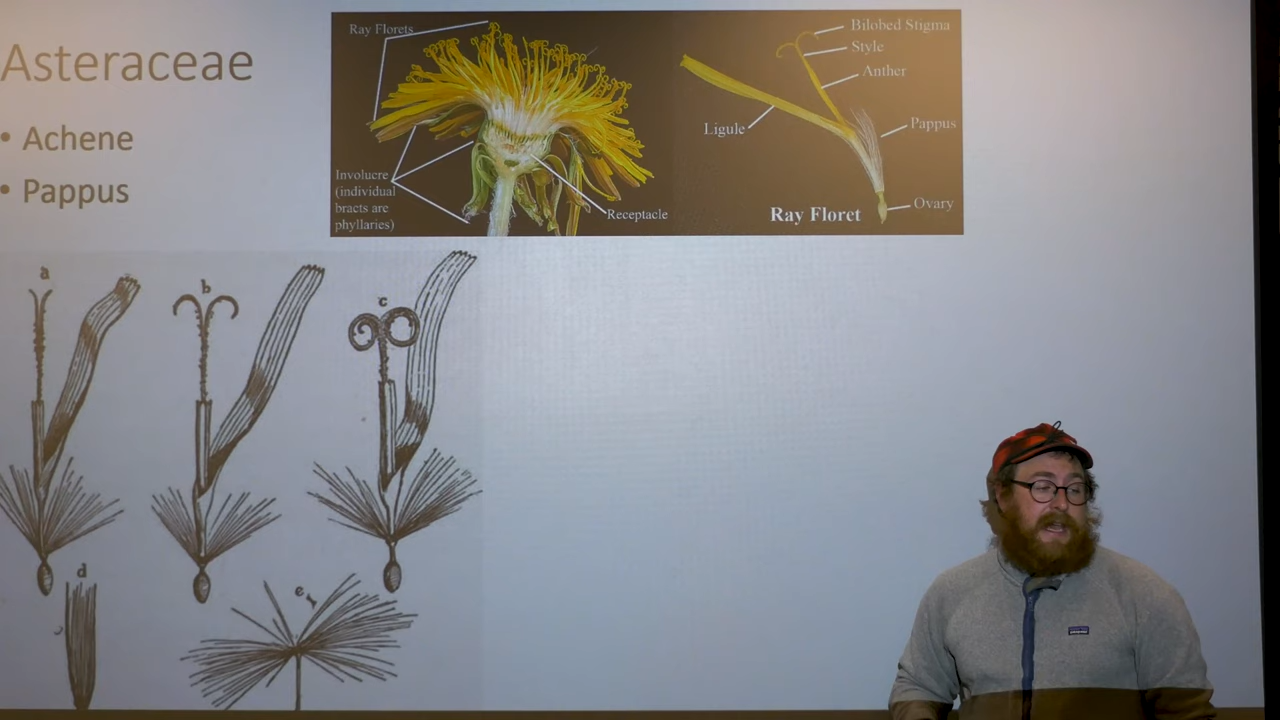 Asteraceae
• Achene
• Pappus
Ray Florets
Involucre
(individual
bracts are
phyllaries)
Receptacle
Bilobed Stigma
Style
Anther
Ligule
Pappus
Ovary
Ray Floret
a
b
c
d
e